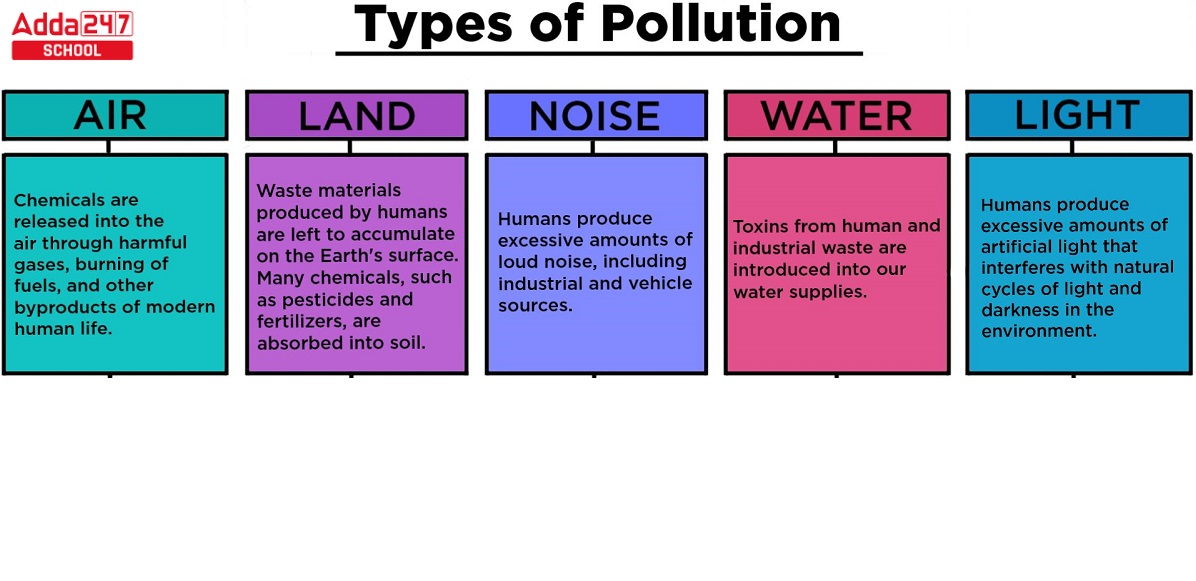 Adda247
SCHOOL
Types of Pollution
AIR
Chemicals are
released into the
air through harmful
gases, burning of
fuels, and other
byproducts of modern
human life.
LAND
Waste materials
produced by humans
are left to accumulate
on the Earth's surface.
Many chemicals, such
as pesticides and
fertilizers, are
absorbed into soil.
NOISE
Humans produce
excessive amounts of
loud noise, including
industrial and vehicle
sources.
WATER
Toxins from human and
industrial waste are
introduced into our
water supplies.
LIGHT
Humans produce
excessive amounts of
artificial light that
interferes with natural
cycles of light and
darkness in the
environment.